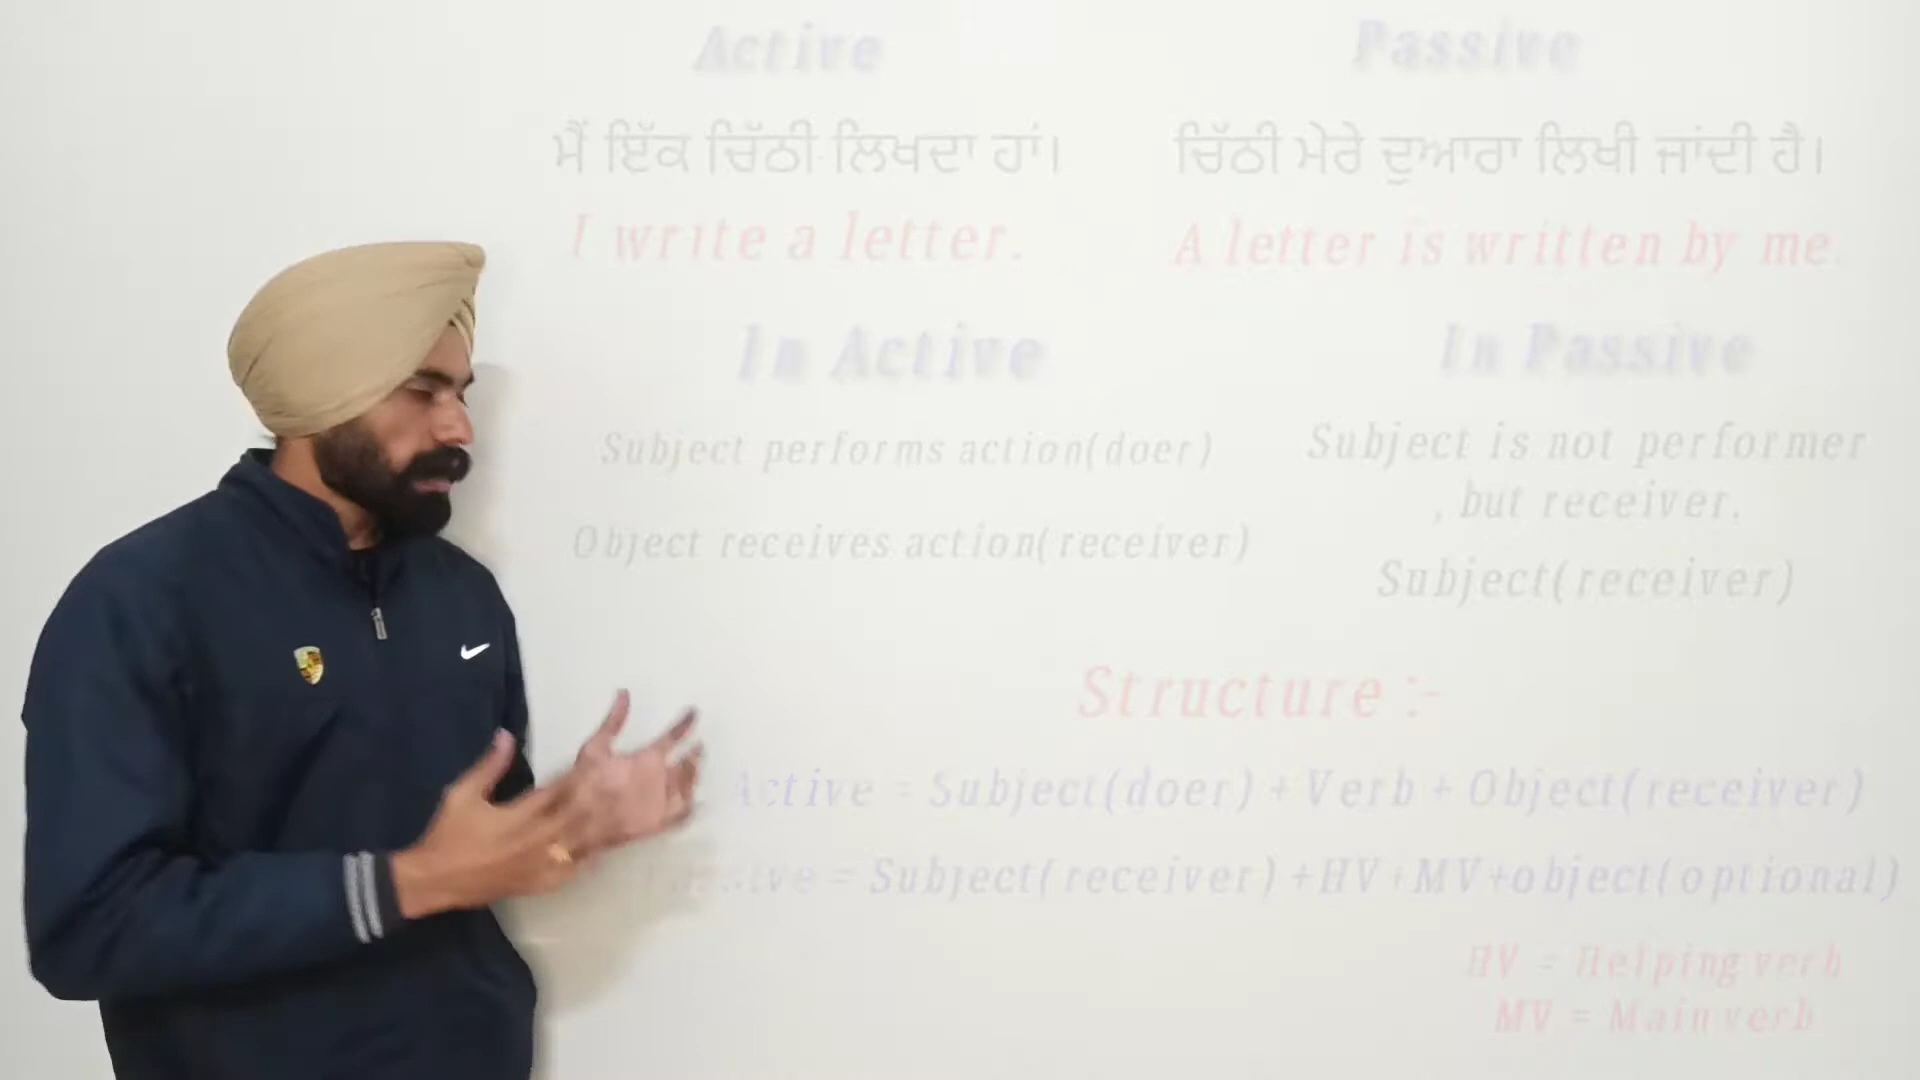 Active
Passive
ਮੈਂ ਇੱਕ ਚਿੱਠੀ ਲਿਖਦਾ ਹਾਂ।
ਚਿੱਠੀ ਮੇਰੇ ਦੁਆਰਾ ਲਿਖੀ ਜਾਂਦੀ ਹੈ।
I write a letter.
A letter is written by me.
In Active
In Passive
Subject performs action(doer)
Subject is not performer
, but receiver.
Object receives action(receiver)
Subject(receiver)
Structure :-
Active = Subject(doer) + Verb + Object(receiver)
Passive = Subject(receiver) +HV+MV+object(optional)
HV = Helping verb
MV = Main verb